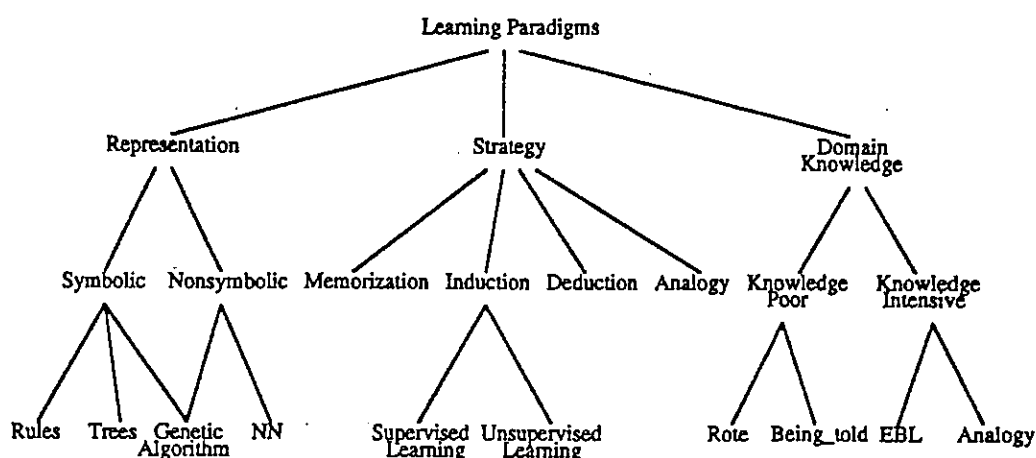 Learning Paradigms
Representation Strategy Domain
Knowledge
Symbolic Nonsymbolic Memorization Induction Deduction Analogy Knowledge Knowledge
Poor Intensive
Rules Trees Genetic NN Supervised Unsupervised Rote Being_told EBL Analogy
Algorithm Learning Learning